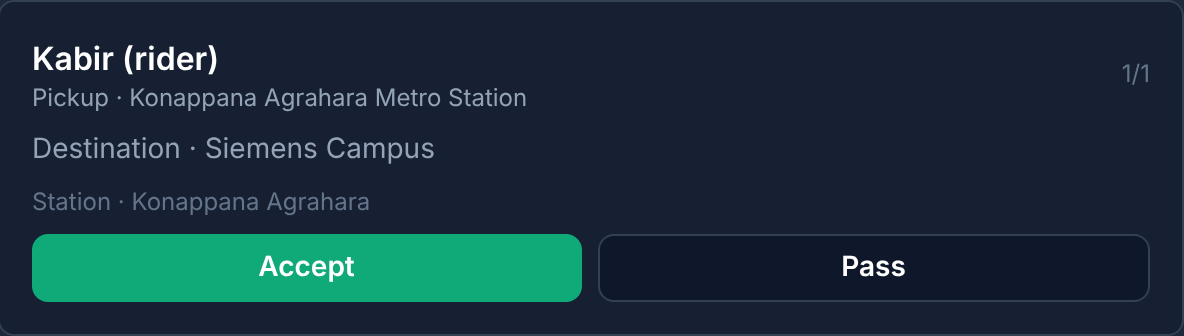 Kabir (rider)
1/1
Pickup · Konappana Agrahara Metro Station
Destination · Siemens Campus
Station · Konappana Agrahara
Accept
Pass